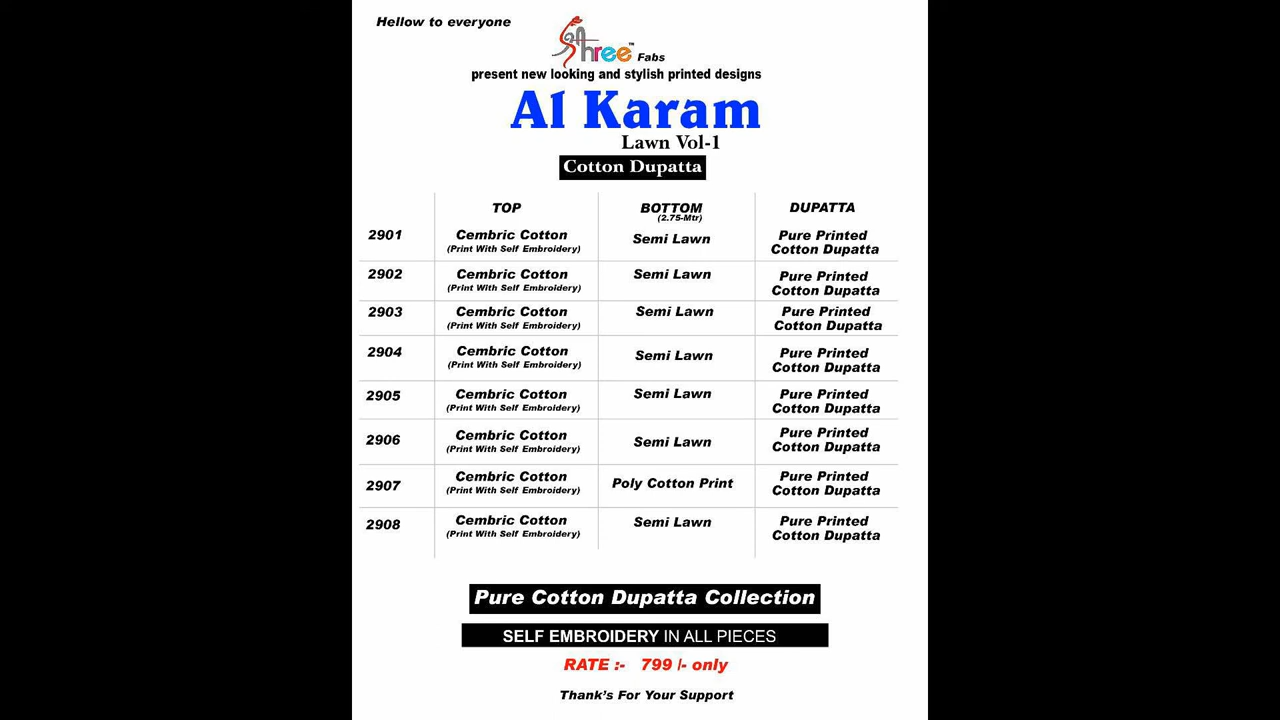 Hellow to everyone
Shree™ Fabs
present new looking and stylish printed designs
Al Karam
Lawn Vol-1
Cotton Dupatta
TOP BOTTOM DUPATTA
(2.75-Mtr)
2901 Cembric Cotton Semi Lawn Pure Printed
(Print With Self Embroidery) Cotton Dupatta
2902 Cembric Cotton Semi Lawn Pure Printed
(Print With Self Embroidery) Cotton Dupatta
2903 Cembric Cotton Semi Lawn Pure Printed
(Print With Self Embroidery) Cotton Dupatta
2904 Cembric Cotton Semi Lawn Pure Printed
(Print With Self Embroidery) Cotton Dupatta
2905 Cembric Cotton Semi Lawn Pure Printed
(Print With Self Embroidery) Cotton Dupatta
2906 Cembric Cotton Semi Lawn Pure Printed
(Print With Self Embroidery) Cotton Dupatta
2907 Cembric Cotton Poly Cotton Print Pure Printed
(Print With Self Embroidery) Cotton Dupatta
2908 Cembric Cotton Semi Lawn Pure Printed
(Print With Self Embroidery) Cotton Dupatta
Pure Cotton Dupatta Collection
SELF EMBROIDERY IN ALL PIECES
RATE :- 799 /- only
Thank's For Your Support